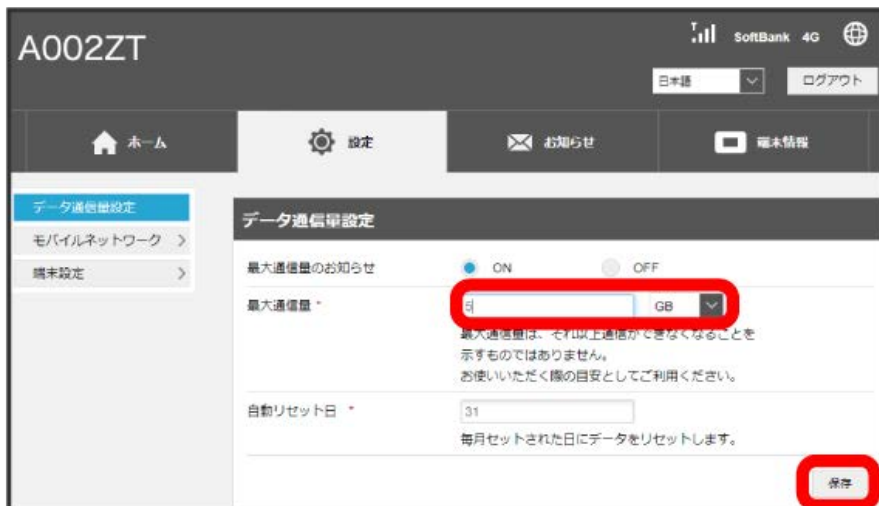 A002ZT
SoftBank 4G
日本語
ログアウト
ホーム
設定
お知らせ
端末情報
データ通信量設定
モバイルネットワーク
端末設定
データ通信量設定
最大通信量のお知らせ ON OFF
最大通信量 * 5 GB
最大通信量は、それ以上通信ができなくなることを
示すものではありません。
お使いいただく際の目安としてご利用ください。
自動リセット日 * 31
毎月セットされた日にデータをリセットします。
保存